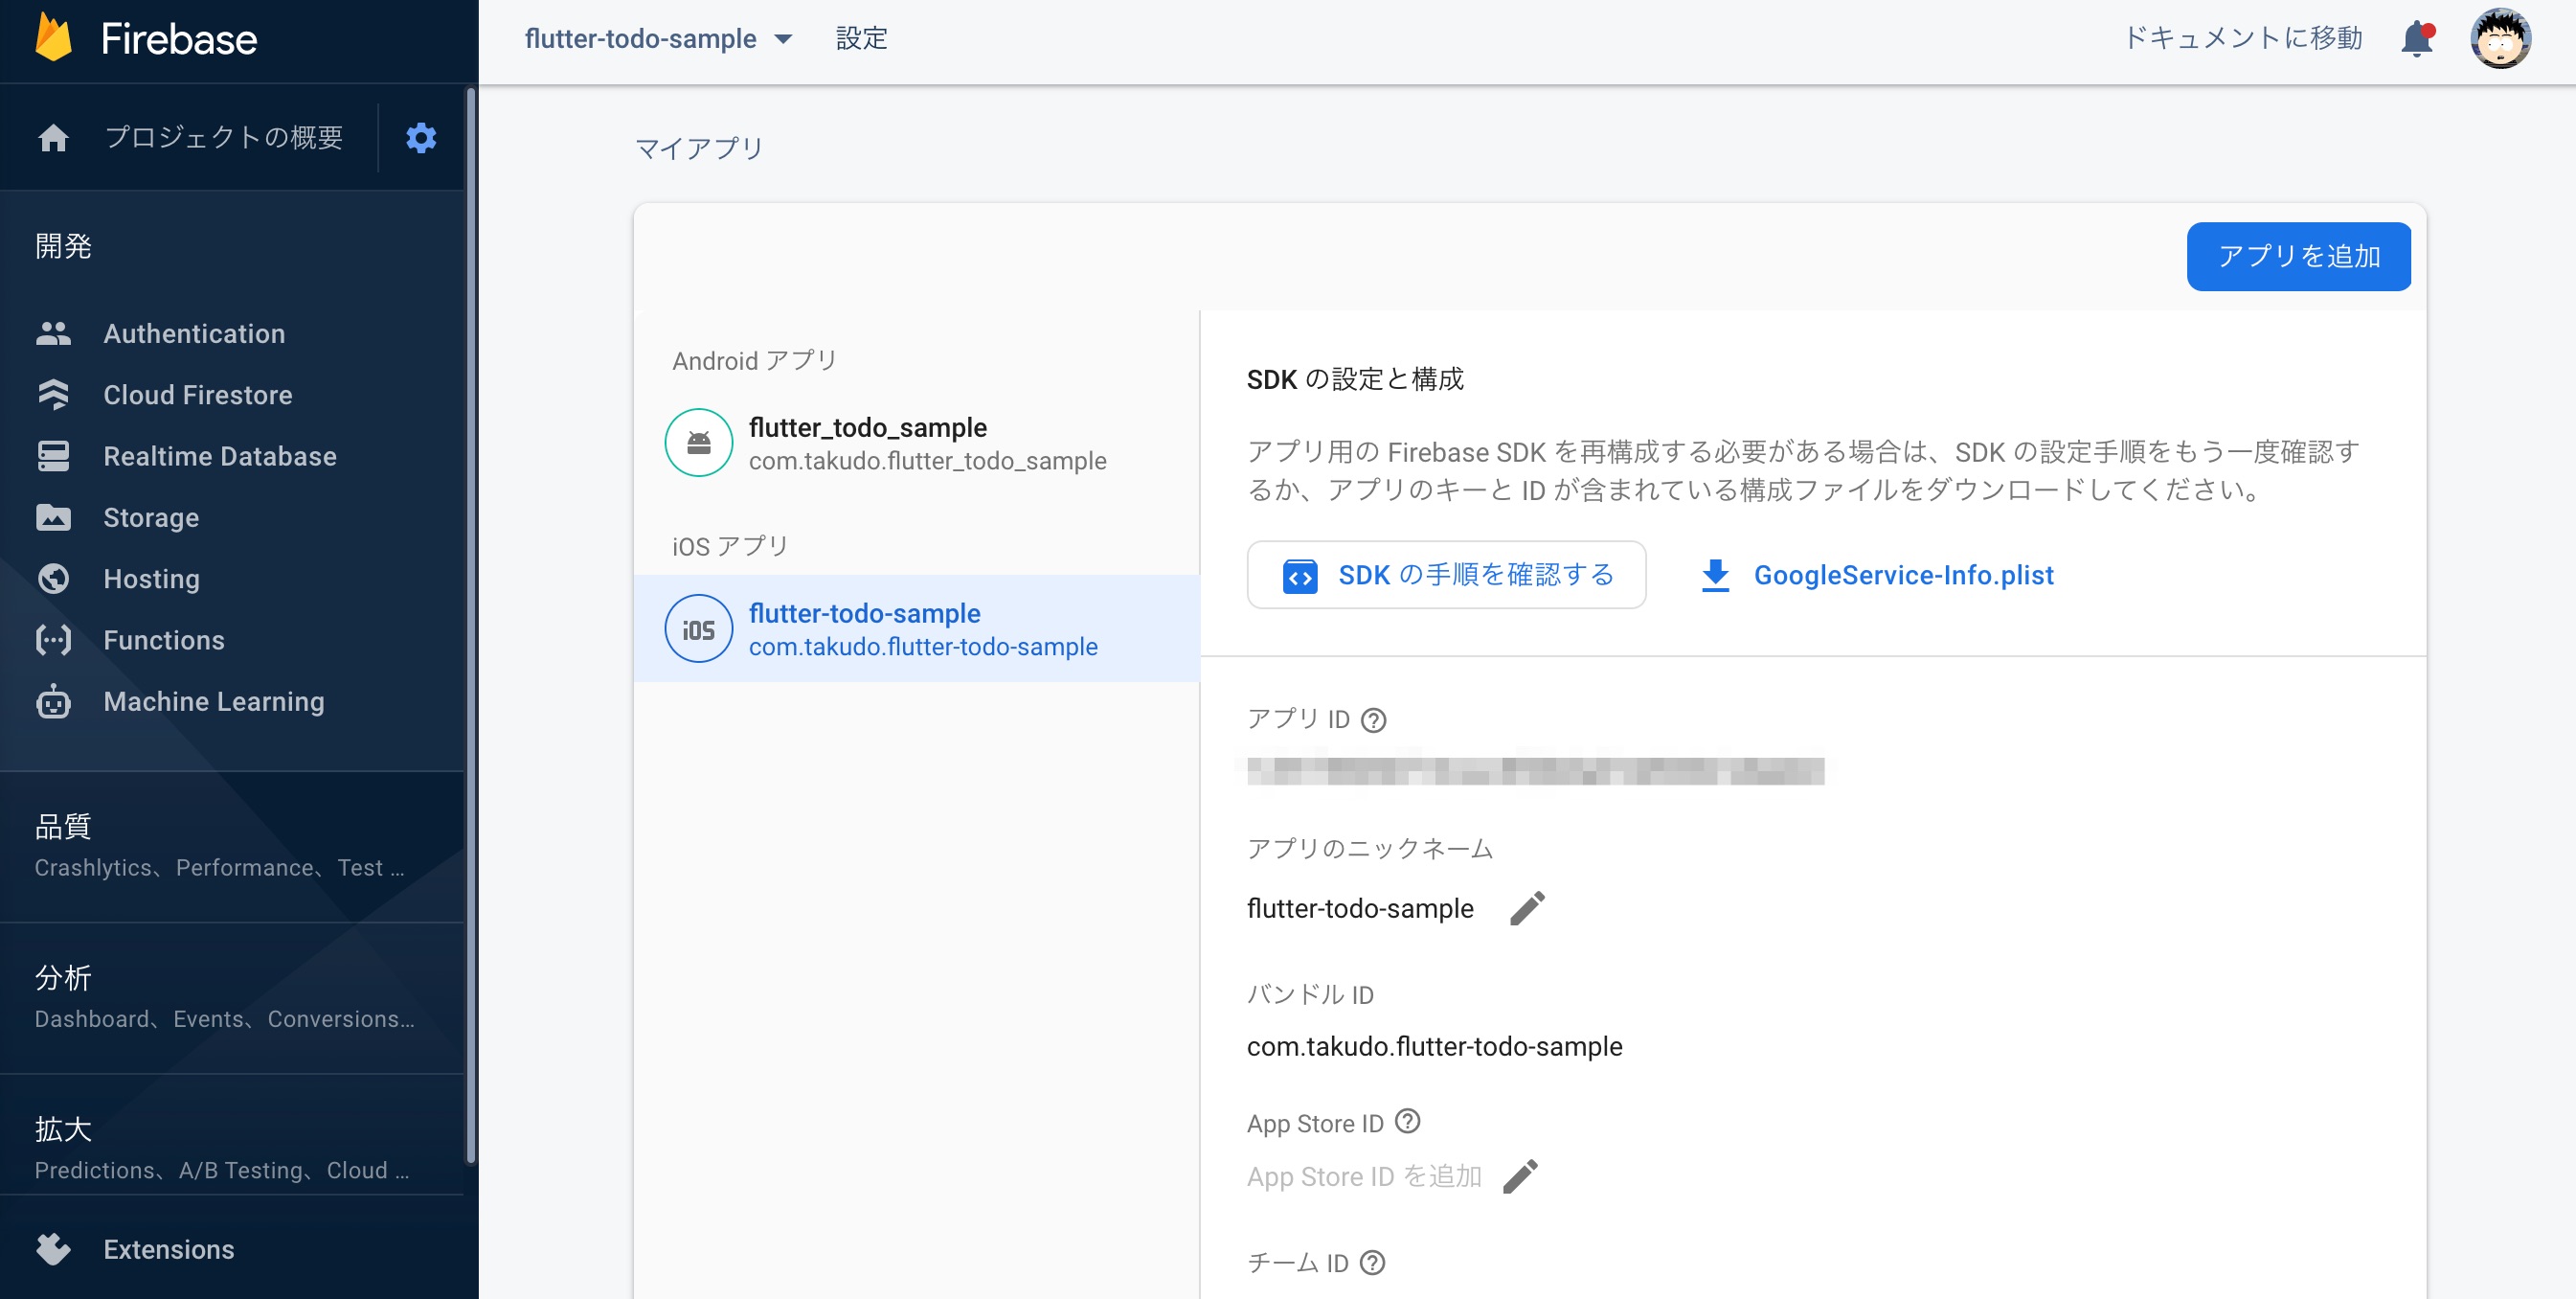 Firebase
flutter-todo-sample
設定
ドキュメントに移動
プロジェクトの概要
開発
Authentication
Cloud Firestore
Realtime Database
Storage
Hosting
Functions
Machine Learning
品質
Crashlytics、Performance、Test ...
分析
Dashboard、Events、Conversions...
拡大
Predictions、A/B Testing、Cloud ...
Extensions
マイアプリ
アプリを追加
Android アプリ
flutter_todo_sample
com.takudo.flutter_todo_sample
iOS アプリ
iOS
flutter-todo-sample
com.takudo.flutter-todo-sample
SDK の設定と構成
アプリ用の Firebase SDK を再構成する必要がある場合は、SDK の設定手順をもう一度確認す
るか、アプリのキーと ID が含まれている構成ファイルをダウンロードしてください。
SDK の手順を確認する
GoogleService-Info.plist
アプリ ID
アプリのニックネーム
flutter-todo-sample
バンドル ID
com.takudo.flutter-todo-sample
App Store ID
App Store ID を追加
チーム ID